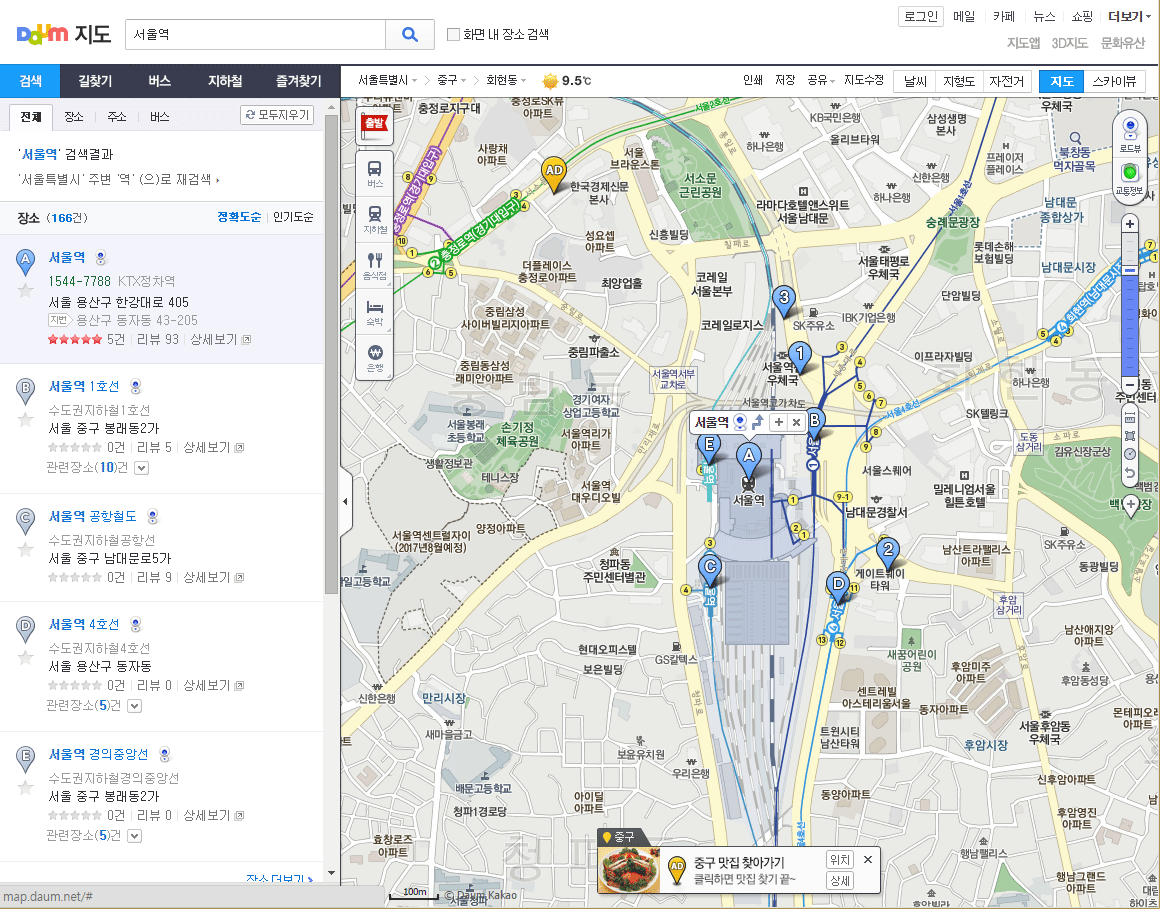 Daum 지도
서울역
화면 내 장소 검색
로그인 메일 카페 뉴스 쇼핑 더보기
지도앱 3D지도 문화유산
검색 길찾기 버스 지하철 즐겨찾기
서울특별시 중구 회현동 9.5℃
인쇄 저장 공유 지도수정 날씨 지형도 자전거 지도 스카이뷰
전체 장소 주소 버스 모두지우기
'서울역' 검색결과
'서울특별시' 주변 '역' (으)로 재검색
장소 (166건) 정확도순 인기도순
A 서울역
1544-7788 KTX정차역
서울 용산구 한강대로 405
지번 용산구 동자동 43-205
5건 리뷰 93 상세보기
B 서울역 1호선
수도권지하철1호선
서울 중구 봉래동2가
0건 리뷰 5 상세보기
관련장소(10)건
C 서울역 공항철도
수도권지하철공항선
서울 중구 남대문로5가
0건 리뷰 9 상세보기
D 서울역 4호선
수도권지하철4호선
서울 용산구 동자동
0건 리뷰 0 상세보기
관련장소(5)건
E 서울역 경의중앙선
수도권지하철경의중앙선
서울 중구 봉래동2가
0건 리뷰 0 상세보기
관련장소(5)건
장소 더보기
map.daum.net/#
출발
버스
지하철
음식점
숙박
은행
로드뷰
교통정보
충정로지구대
충정로SK뷰
아파트
사랑채
아파트
서울
브라운스톤
AD
한국경제신문
본사
서소문
근린공원
KB국민은행
하나은행
올리브타워
삼성생명
본사
우체국
프레이저
플레이스
북창동
먹자골목
신한은행
하나은행
라마다호텔앤스위트
서울남대문
칠패로
숭례문광장
남대문
종합상가
롯데손해
보험빌딩
남대문시장
성요셉
아파트
신흥빌딩
충정로역(경기대입구)
더플레이스
충정로아파트
최양업홀
코레일
서울본부
서울태평로
우체국
단암빌딩
코레일로지스
SK주유소
IBK기업은행
회현역(남대문시장)
중림삼성
사이버빌리지아파트
중림파출소
중림동삼성
래미안아파트
서울역서부
교차로
서울역
우체국
이프라자빌딩
하나은행
주민센터
서울역고가차도
경기여자
상업고등학교
서울봉래
초등학교
손기정
체육공원
서울역리가
아파트
생활정보관
테니스장
서울역
대우디오빌
서울역
서울역
SK텔링크
도동
삼거리
소파로
김유신장군상
서울스퀘어
밀레니엄서울
힐튼호텔
남대문경찰서
서울역센트럴자이
(2017년8월예정)
양정아파트
청파동
주민센터별관
남산트라팰리스
아파트
SK주유소
동광빌딩
게이트웨이
타워
후암
삼거리
남산애지앙
아파트
새꿈어린이
공원
후암미주
아파트
후암동성당
현대오피스텔
GS칼텍스
보은빌딩
신한은행
만리시장
새마을금고
센트레빌
아스테리움서울
동자아파트
트윈시티
남산타워
서울후암동
우체국
후암시장
신후암아파트
보윤유치원
우리은행
배문고등학교
아이딜
아파트
청파1경로당
동양아파트
후암영진
아파트
효창로즈
아파트
행남빌라
행남그랜드
아파트
후암빌라
중구
AD 중구 맛집 찾아가기
클릭하면 맛집 찾기 끝~
위치
상세
100m © Daum Kakao